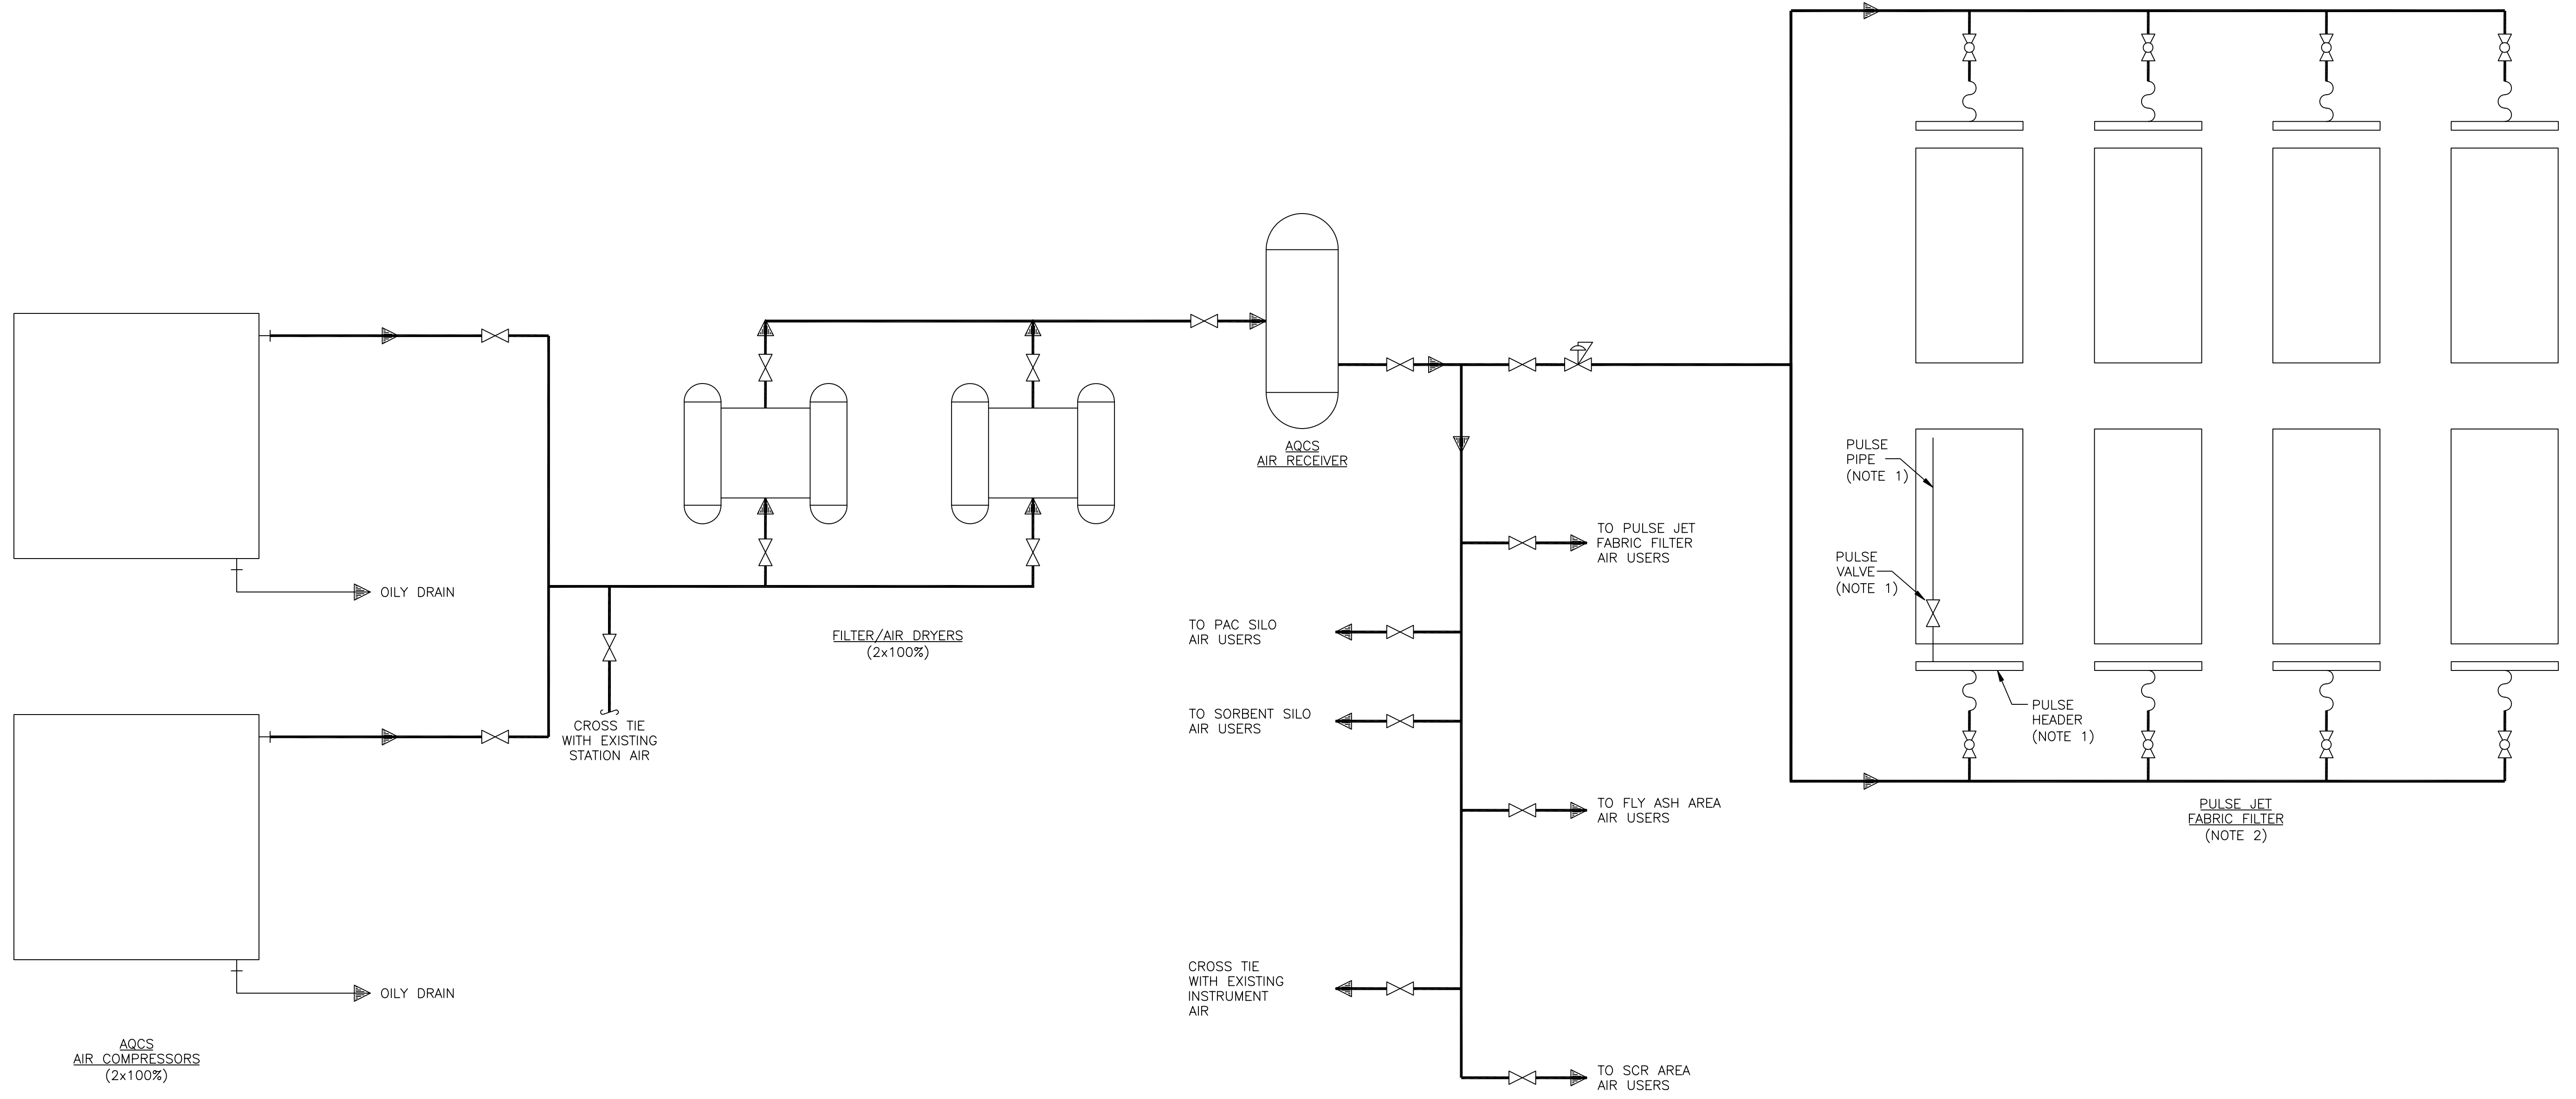 OILY DRAIN
OILY DRAIN
AQCS
AIR COMPRESSORS
(2x100%)
CROSS TIE
WITH EXISTING
STATION AIR
FILTER/AIR DRYERS
(2x100%)
AQCS
AIR RECEIVER
TO PULSE JET
FABRIC FILTER
AIR USERS
TO PAC SILO
AIR USERS
TO SORBENT SILO
AIR USERS
TO FLY ASH AREA
AIR USERS
CROSS TIE
WITH EXISTING
INSTRUMENT
AIR
TO SCR AREA
AIR USERS
PULSE
PIPE
(NOTE 1)
PULSE
VALVE
(NOTE 1)
PULSE
HEADER
(NOTE 1)
PULSE JET
FABRIC FILTER
(NOTE 2)